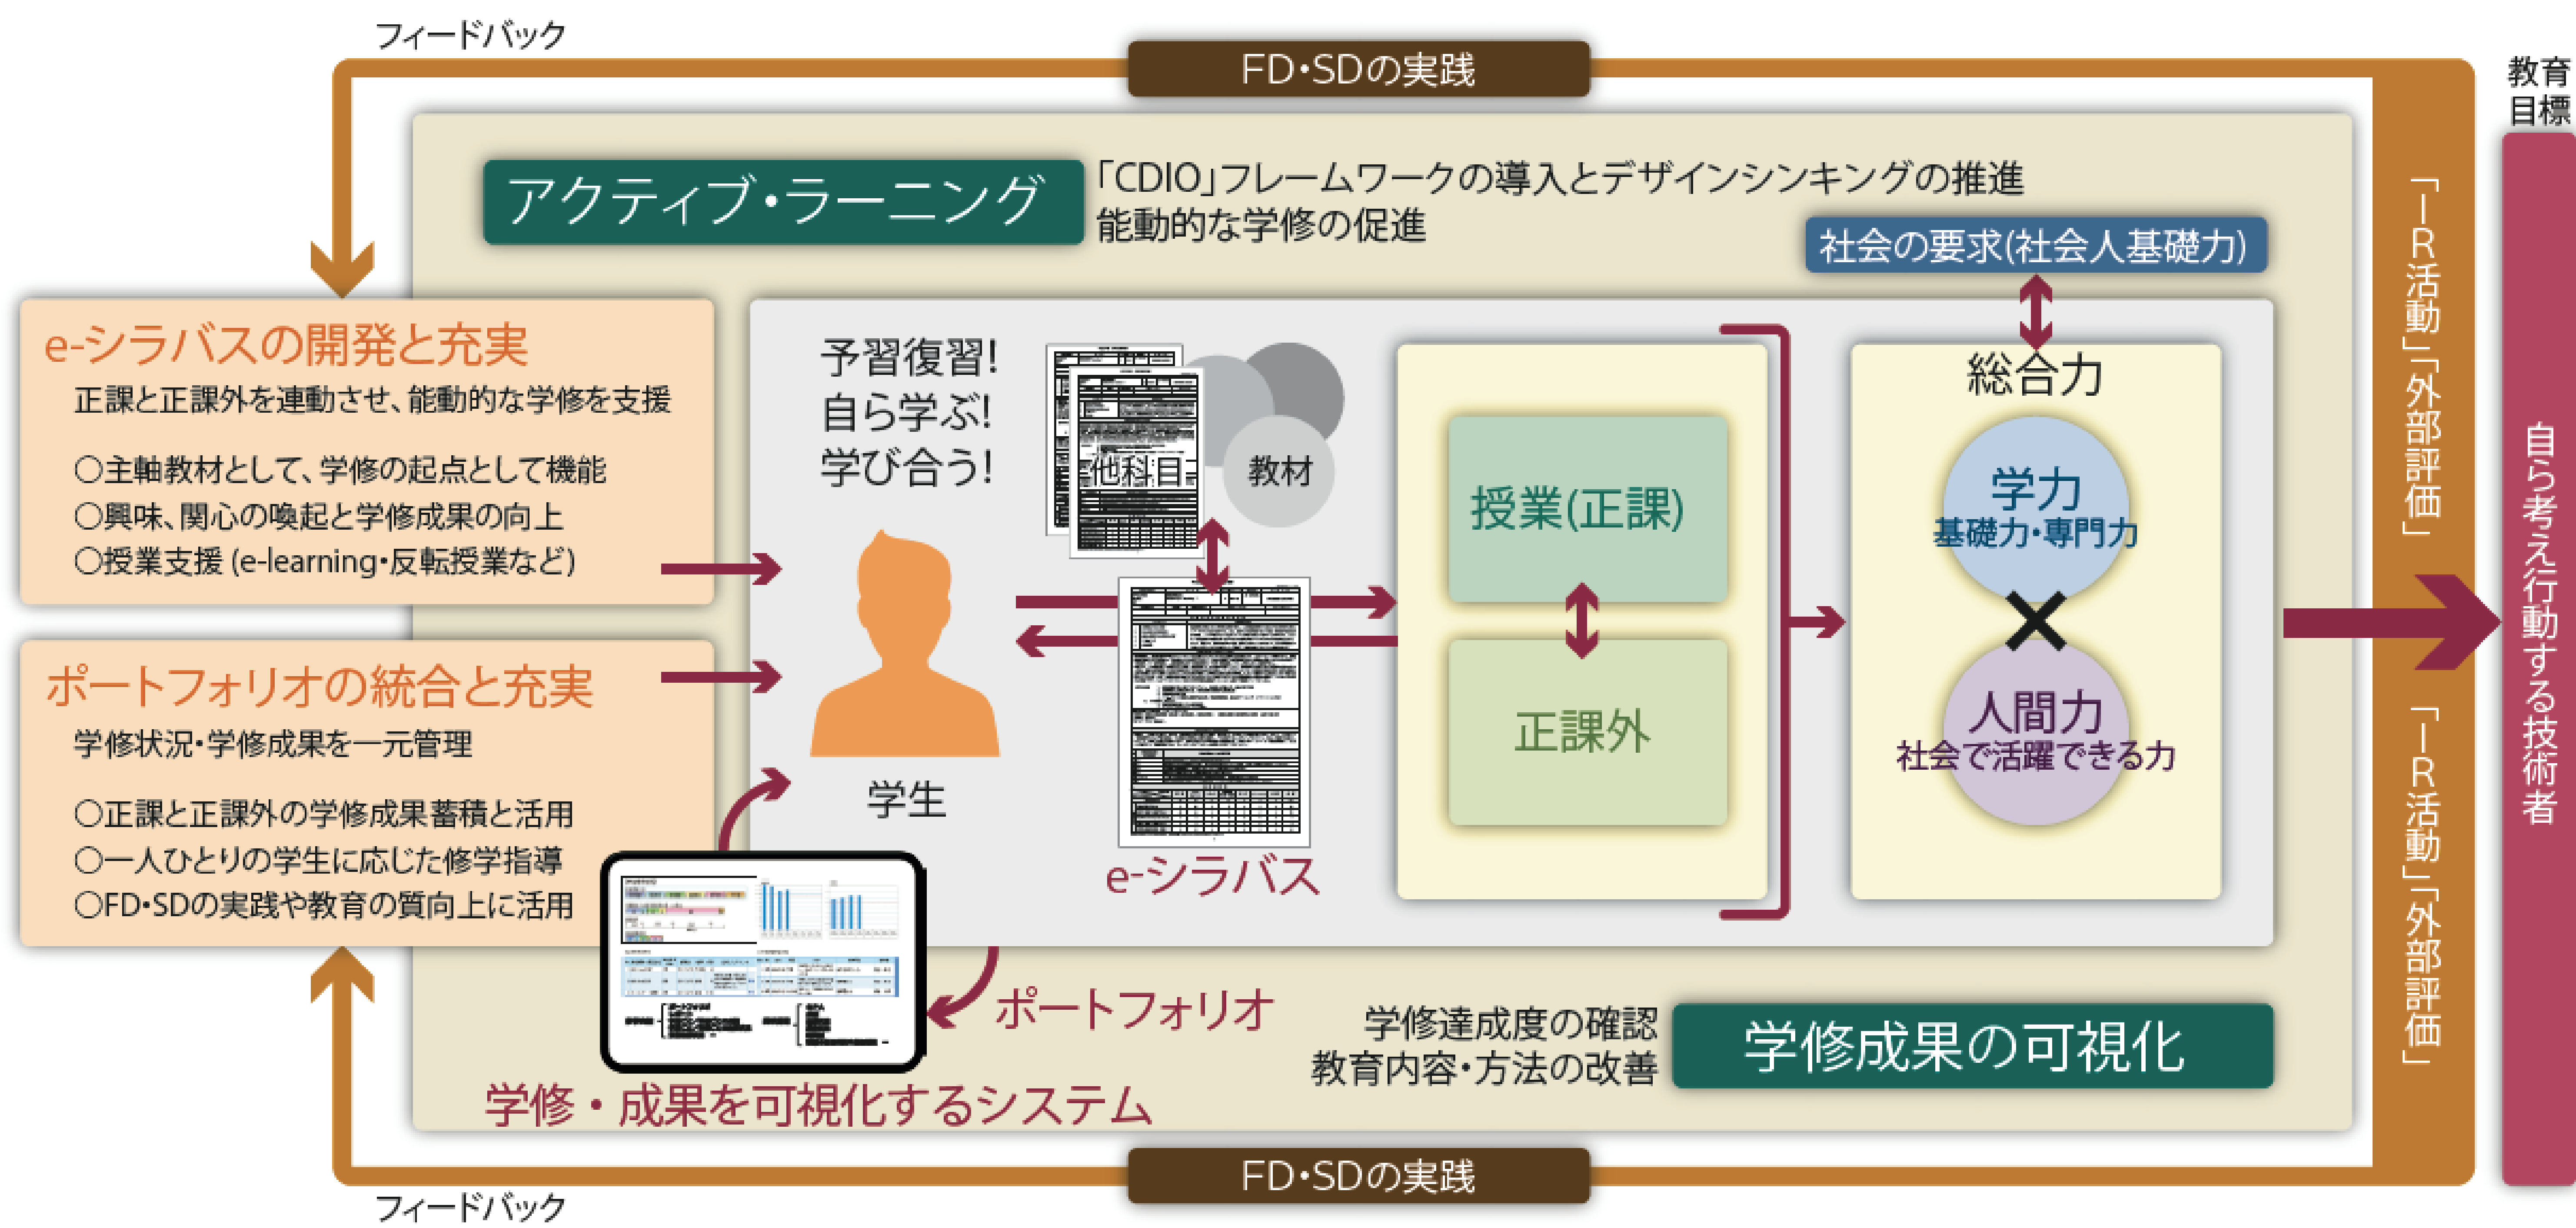 フィードバック
FD・SDの実践
教育
目標
アクティブ・ラーニング
「CDIO」フレームワークの導入とデザインシンキングの推進
能動的な学修の促進
社会の要求(社会人基礎力)
e-シラバスの開発と充実
正課と正課外を連動させ、能動的な学修を支援
○主軸教材として、学修の起点として機能
○興味、関心の喚起と学修成果の向上
○授業支援 (e-learning・反転授業など)
ポートフォリオの統合と充実
学修状況・学修成果を一元管理
○正課と正課外の学修成果蓄積と活用
○一人ひとりの学生に応じた修学指導
○FD・SDの実践や教育の質向上に活用
予習復習!
自ら学ぶ!
学び合う!
他科目
教材
学生
e-シラバス
授業(正課)
正課外
総合力
学力
基礎力・専門力
×
人間力
社会で活躍できる力
「IR活動」「外部評価」
「IR活動」「外部評価」
自ら考え行動する技術者
ポートフォリオ
学修・成果を可視化するシステム
学修達成度の確認
教育内容・方法の改善
学修成果の可視化
FD・SDの実践
フィードバック